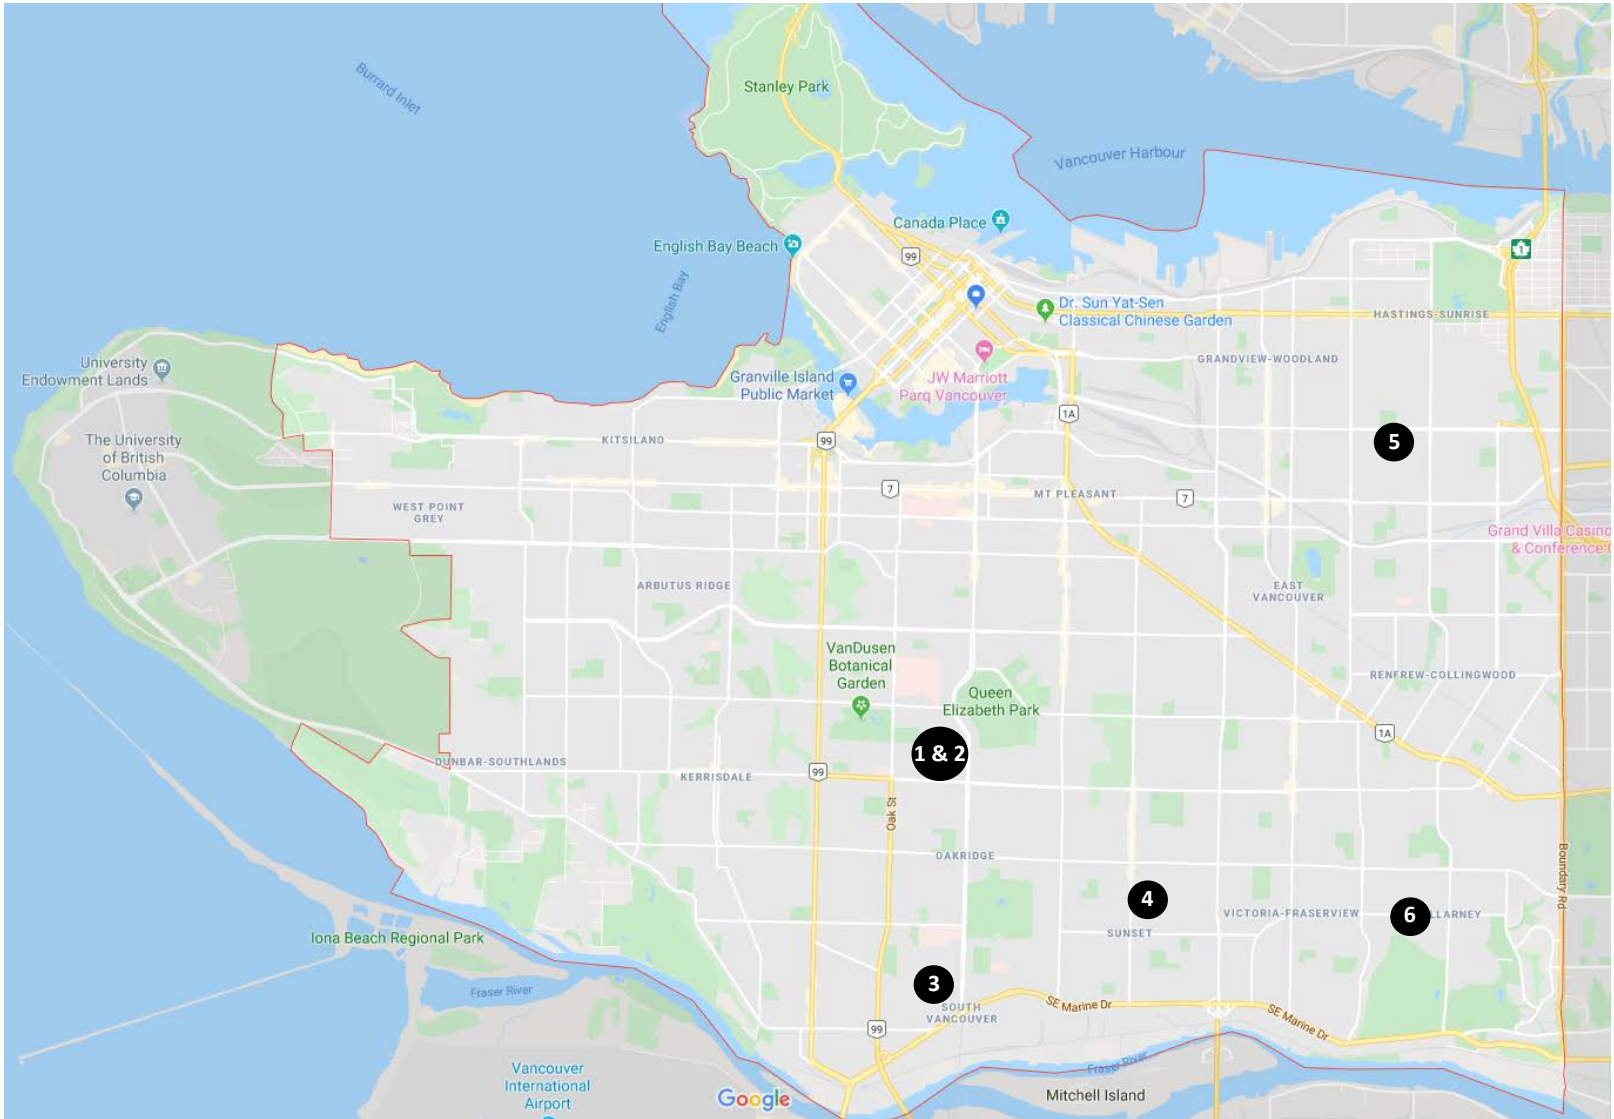 Burrard Inlet
Stanley Park
Vancouver Harbour
Canada Place
English Bay Beach
99
1
English Bay
Dr. Sun Yat-Sen
Classical Chinese Garden
HASTINGS-SUNRISE
University
Endowment Lands
GRANDVIEW-WOODLAND
Granville Island
Public Market
JW Marriott
Parq Vancouver
1A
The University
of British
Columbia
KITSILANO
99
5
7
MT PLEASANT
7
WEST POINT
GREY
Grand Villa Casino
& Conference
ARBUTUS RIDGE
EAST
VANCOUVER
VanDusen
Botanical
Garden
Queen
Elizabeth Park
RENFREW-COLLINGWOOD
1A
1 & 2
DUNBAR-SOUTHLANDS
KERRISDALE
99
Oak St
OAKRIDGE
Boundary Rd
4
VICTORIA-FRASERVIEW
6
LLARNEY
SUNSET
Iona Beach Regional Park
3
Fraser River
SOUTH
VANCOUVER
SE Marine Dr
SE Marine Dr
99
Fraser River
Vancouver
International
Airport
Google
Mitchell Island